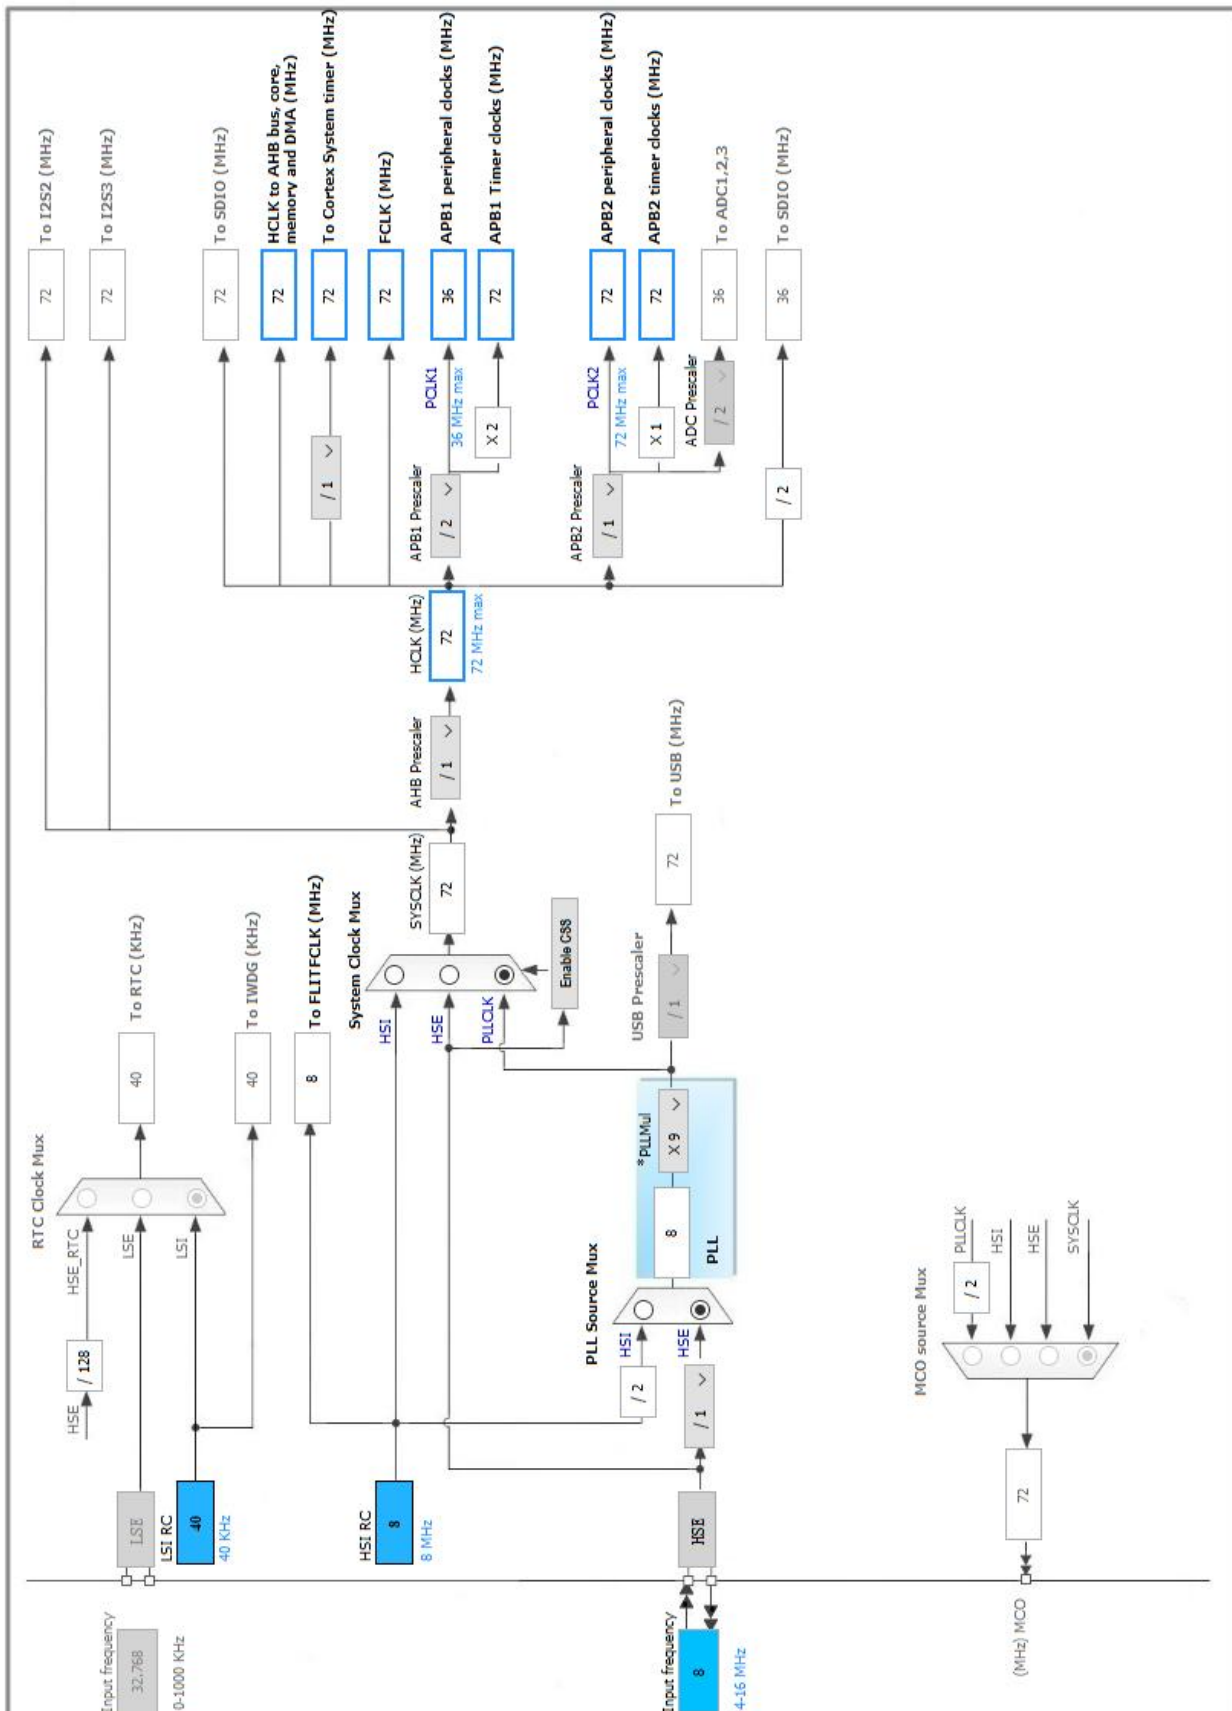 Input frequency
32.768
0-1000 KHz
LSE
LSI RC
40
40 KHz
HSE
/ 128
HSE_RTC
LSE
LSI
RTC Clock Mux
40
To RTC (KHz)
40
To IWDG (KHz)
8
To FLITFCLK (MHz)
HSI RC
8
8 MHz
Input frequency
8
4-16 MHz
HSE
/ 2
/ 1
HSI
HSE
PLL Source Mux
8
PLL
*PLLMul
X 9
HSI
HSE
PLLCLK
System Clock Mux
Enable CSS
USB Prescaler
/ 1
72
To USB (MHz)
SYSCLK (MHz)
72
AHB Prescaler
/ 1
HCLK (MHz)
72
72 MHz max
72
To I2S2 (MHz)
72
To I2S3 (MHz)
72
To SDIO (MHz)
72
HCLK to AHB bus, core,
memory and DMA (MHz)
/ 1
72
To Cortex System timer (MHz)
72
FCLK (MHz)
APB1 Prescaler
/ 2
PCLK1
36 MHz max
36
APB1 peripheral clocks (MHz)
X 2
72
APB1 Timer clocks (MHz)
APB2 Prescaler
/ 1
PCLK2
72 MHz max
72
APB2 peripheral clocks (MHz)
X 1
72
APB2 timer clocks (MHz)
ADC Prescaler
/ 2
36
To ADC1,2,3
/ 2
36
To SDIO (MHz)
(MHz) MCO
72
MCO source Mux
/ 2
PLLCLK
HSI
HSE
SYSCLK